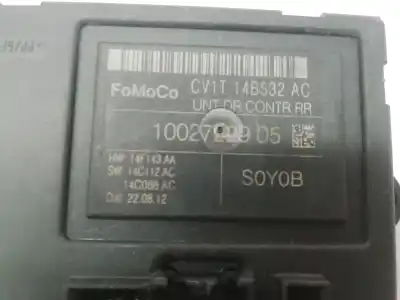 FoMoCo
CV1T 14B532 AC
UNT DR CONTR RR
05
HW: 14F143 AA
SW: 14C112 AC
14C088 AC
Dat: 22.08.12
S0Y0B